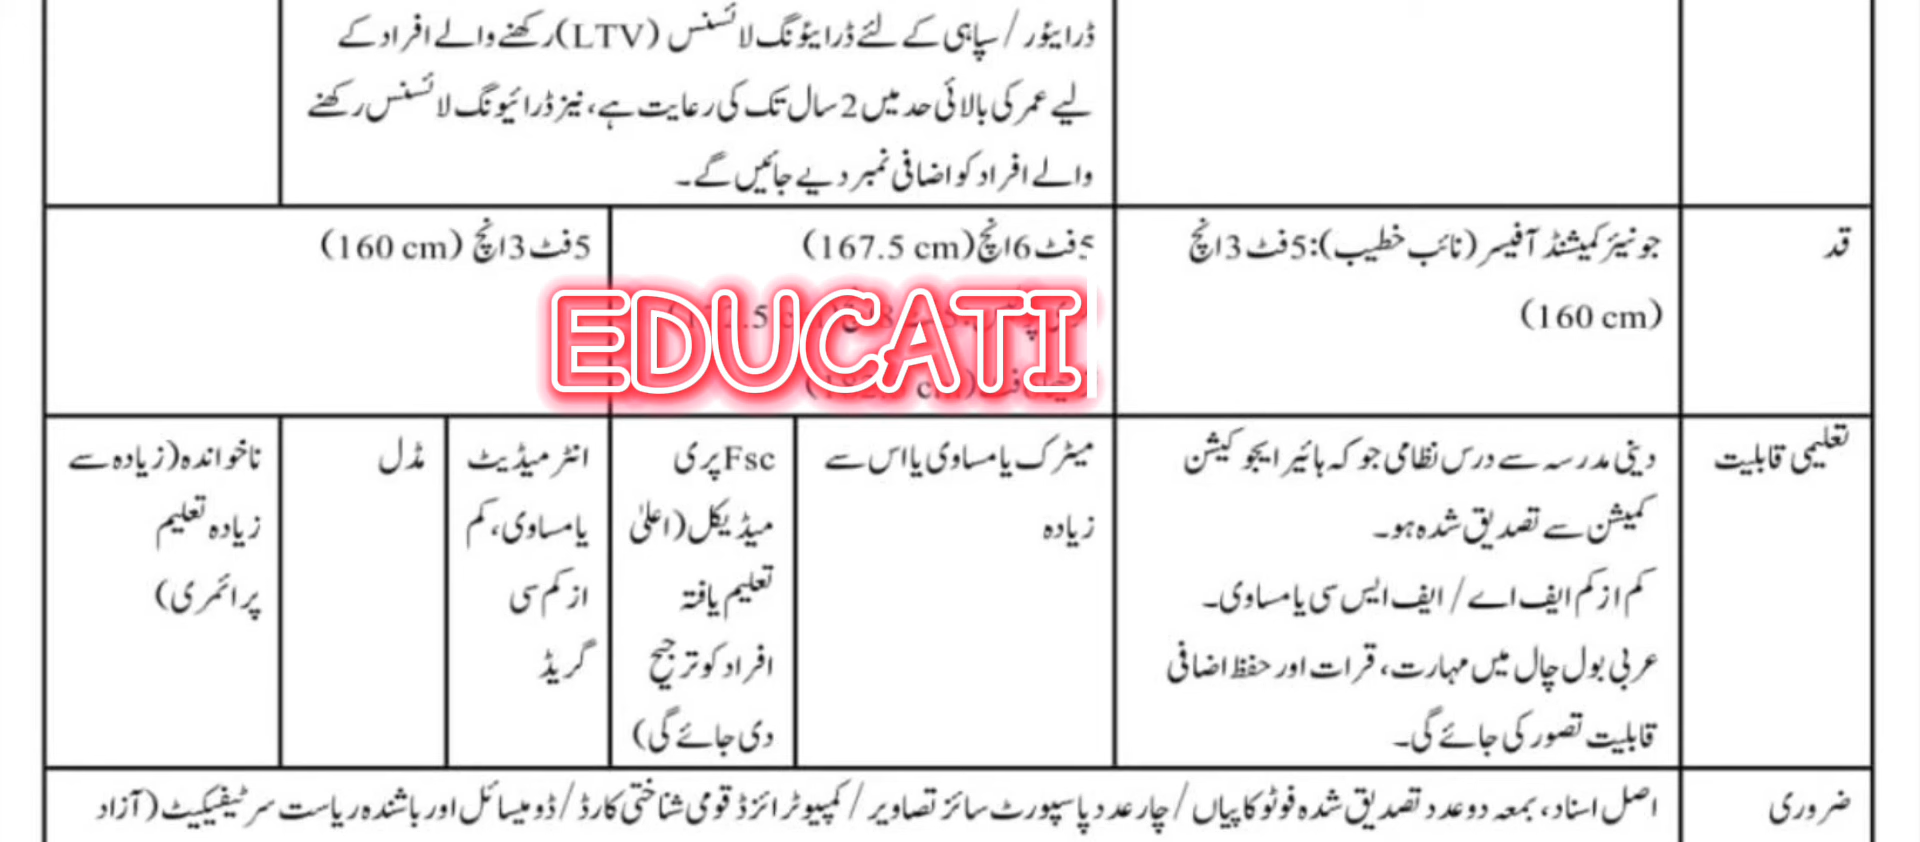 ڈرائیور / سپاہی کے لئے ڈرائیونگ لائسنس (LTV) رکھنے والے افراد کے
لیے عمر کی بالائی حد میں 2 سال تک کی رعایت ہے، نیز ڈرائیونگ لائسنس رکھنے
والے افراد کو اضافی نمبر دیے جائیں گے۔
قد
جونیئر کمیشنڈ آفیسر (نائب خطیب): 5 فٹ 3 انچ
(160 cm)
5 فٹ 6 انچ (167.5 cm)
5 فٹ 3 انچ (160 cm)
EDUCATI
تعلیمی قابلیت
دینی مدرسہ سے درس نظامی جو کہ ہائیر ایجوکیشن
کمیشن سے تصدیق شدہ ہو۔
کم از کم ایف اے / ایف ایس سی یا مساوی۔
عربی بول چال میں مہارت، قرات اور حفظ اضافی
قابلیت تصور کی جائے گی۔
میٹرک یا مساوی یا اس سے
زیادہ
Fsc پری
میڈیکل (اعلیٰ
تعلیم یافتہ
افراد کو ترجیح
دی جائے گی)
انٹر میڈیٹ
یا مساوی، کم
از کم سی
گریڈ
مڈل
ناخواندہ (زیادہ سے
زیادہ تعلیم
پرائمری)
ضروری
اصل اسناد، بمعہ دو عدد تصدیق شدہ فوٹو کاپیاں / چار عدد پاسپورٹ سائز تصاویر / کمپیوٹرائزڈ قومی شناختی کارڈ / ڈومیسائل اور باشندہ ریاست سرٹیفیکیٹ (آزاد